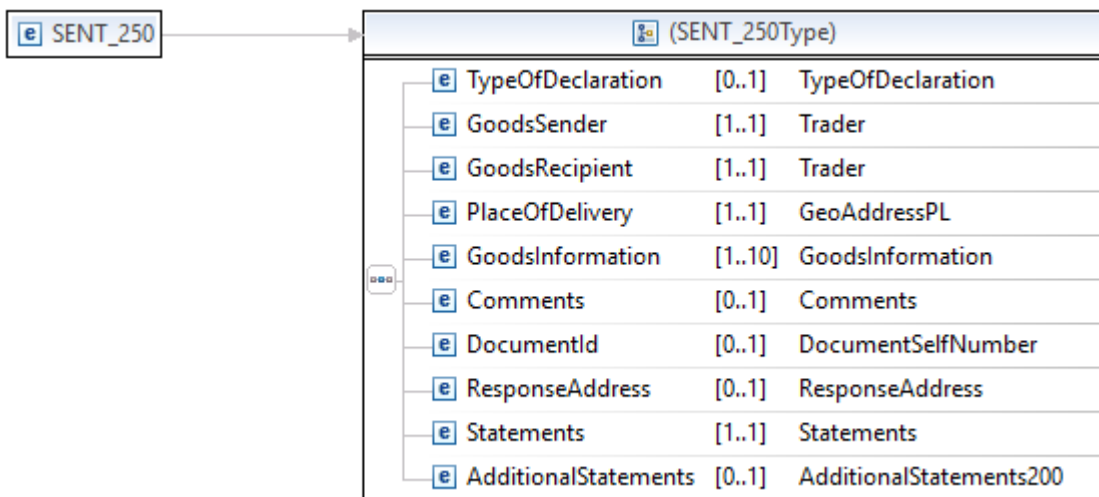 e SENT_250
(SENT_250Type)
e TypeOfDeclaration [0..1] TypeOfDeclaration
e GoodsSender [1..1] Trader
e GoodsRecipient [1..1] Trader
e PlaceOfDelivery [1..1] GeoAddressPL
e GoodsInformation [1..10] GoodsInformation
e Comments [0..1] Comments
e DocumentId [0..1] DocumentSelfNumber
e ResponseAddress [0..1] ResponseAddress
e Statements [1..1] Statements
e AdditionalStatements [0..1] AdditionalStatements200